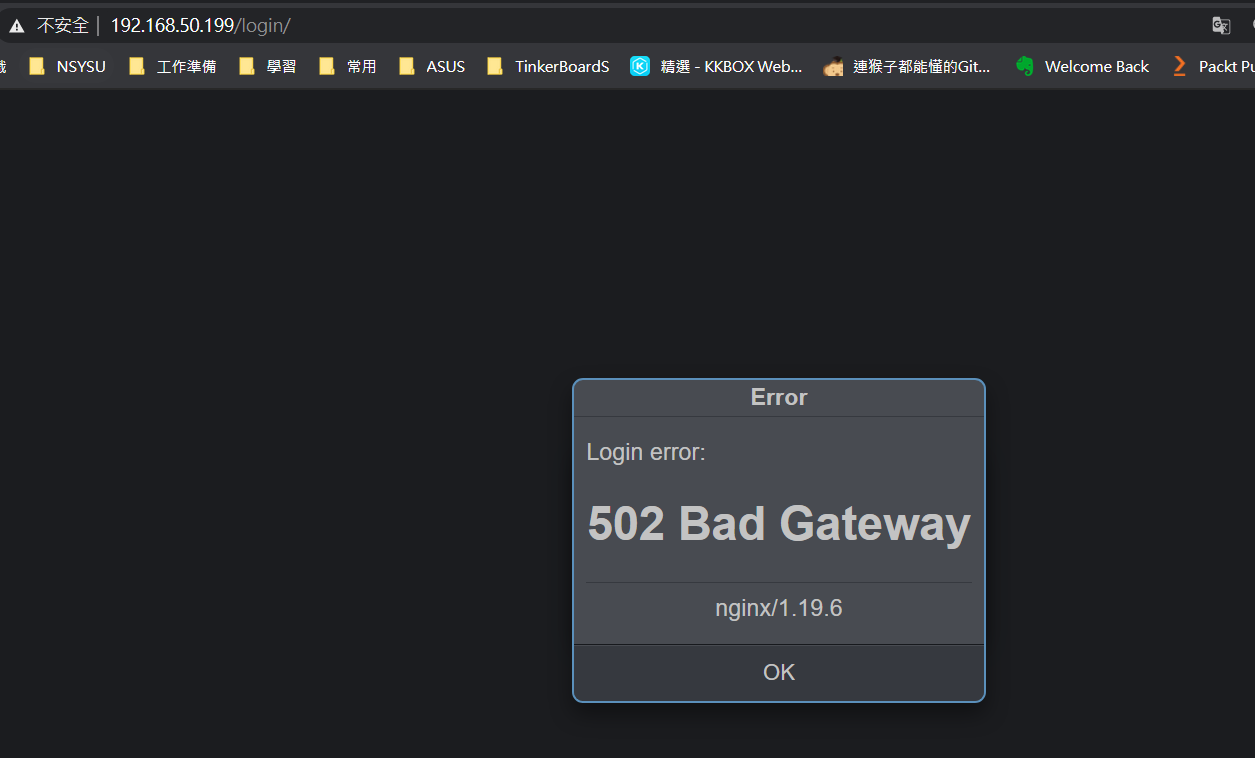 不安全 | 192.168.50.199/login/
NSYSU 工作準備 學習 常用 ASUS TinkerBoardS 精選 - KKBOX Web... 連猴子都能懂的Git... Welcome Back Packt
Error
Login error:
502 Bad Gateway
nginx/1.19.6
OK